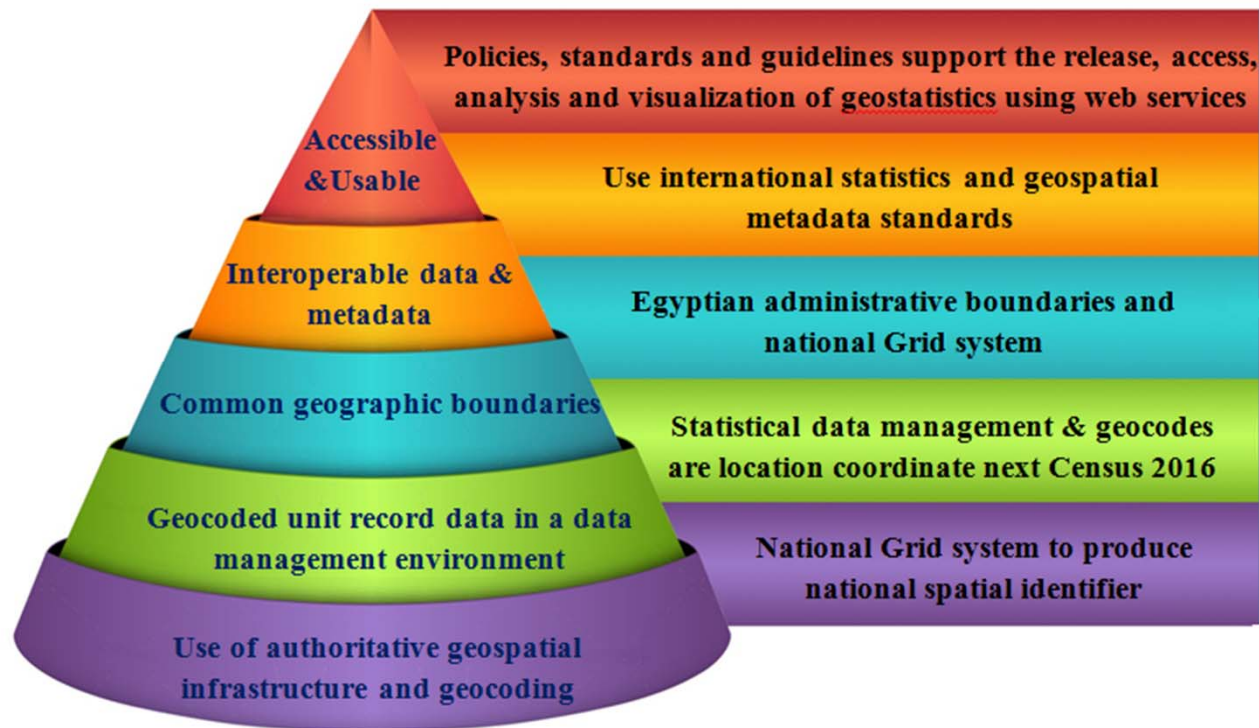 Policies, standards and guidelines support the release, access,
analysis and visualization of geostatistics using web services
Accessible
&Usable
Use international statistics and geospatial
metadata standards
Interoperable data &
metadata
Egyptian administrative boundaries and
national Grid system
Common geographic boundaries
Statistical data management & geocodes
are location coordinate next Census 2016
Geocoded unit record data in a data
management environment
National Grid system to produce
national spatial identifier
Use of authoritative geospatial
infrastructure and geocoding